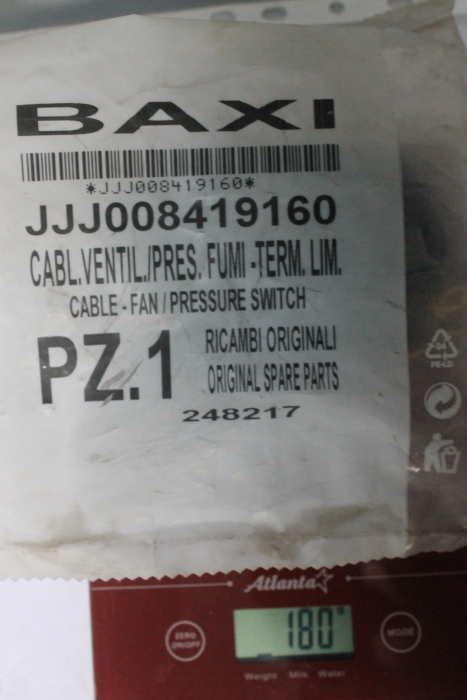 BAXI
*JJJ008419160*
JJJ008419160
CABL.VENTIL./PRES. FUMI -TERM. LIM.
CABLE - FAN / PRESSURE SWITCH
PZ.1
RICAMBI ORIGINALI
ORIGINAL SPARE PARTS
248217
04
PE-LD
Atlanta
ZERO
ON/OFF
180g
MODE
Weight Milk Water